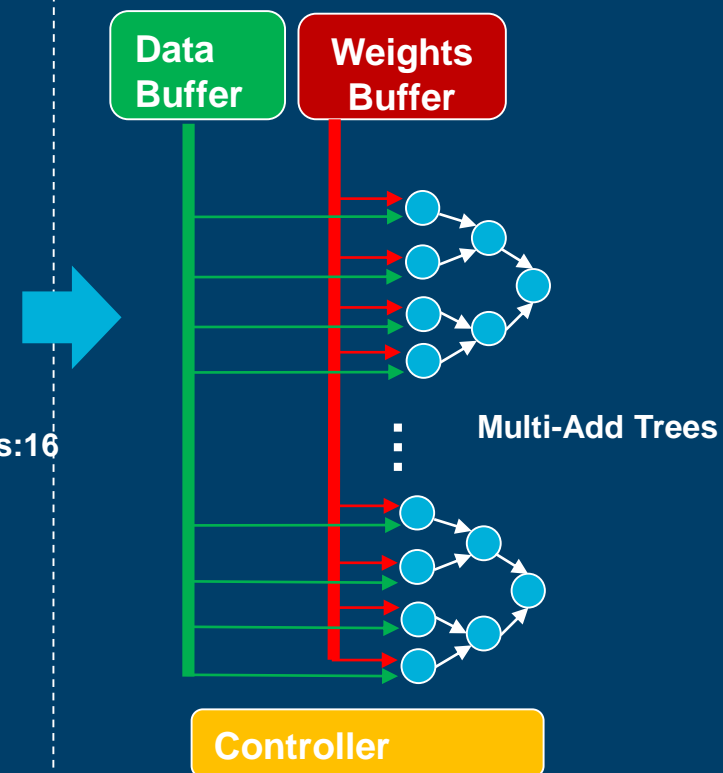 Data
Buffer
Weights
Buffer
s:16
Multi-Add Trees
Controller